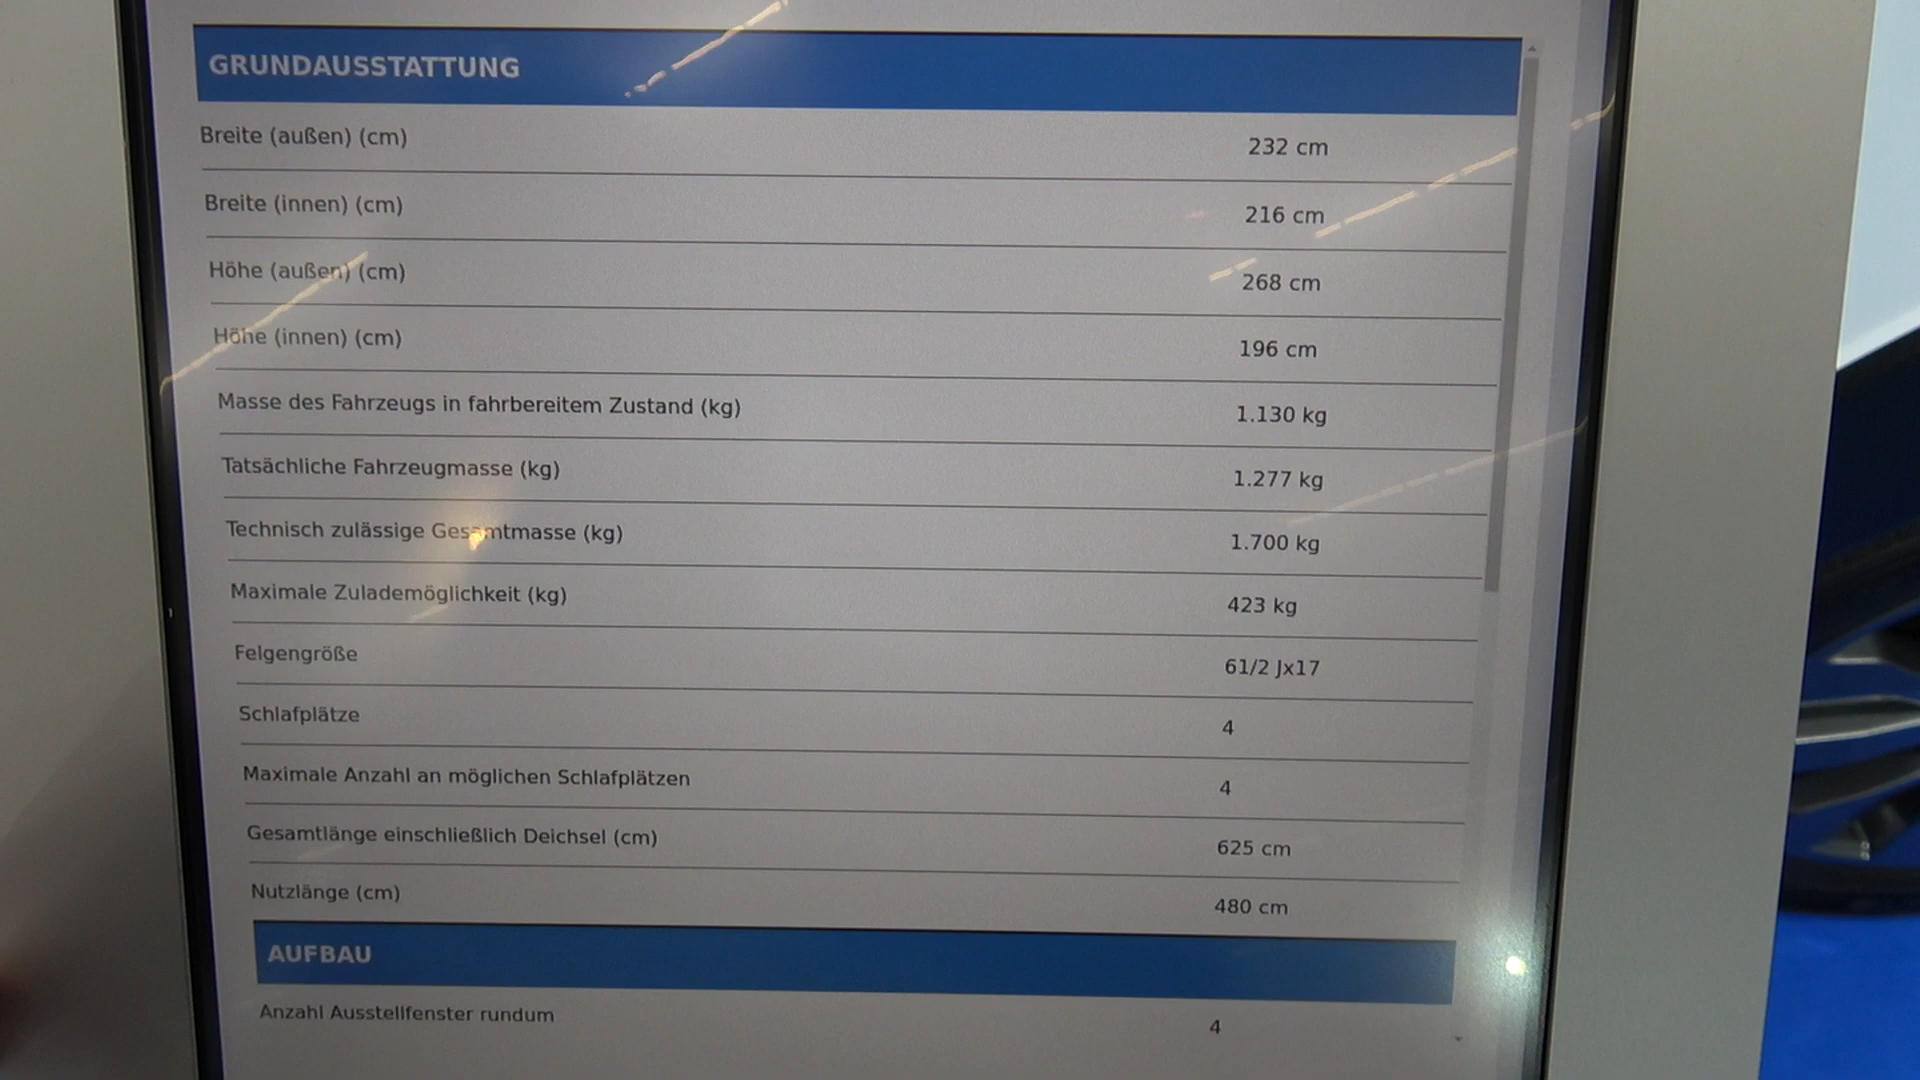 GRUNDAUSSTATTUNG
Breite (außen) (cm) 232 cm
Breite (innen) (cm) 216 cm
Höhe (außen) (cm) 268 cm
Höhe (innen) (cm) 196 cm
Masse des Fahrzeugs in fahrbereitem Zustand (kg) 1.130 kg
Tatsächliche Fahrzeugmasse (kg) 1.277 kg
Technisch zulässige Gesamtmasse (kg) 1.700 kg
Maximale Zulademöglichkeit (kg) 423 kg
Felgengröße 61/2 Jx17
Schlafplätze 4
Maximale Anzahl an möglichen Schlafplätzen 4
Gesamtlänge einschließlich Deichsel (cm) 625 cm
Nutzlänge (cm) 480 cm
AUFBAU
Anzahl Ausstellfenster rundum 4